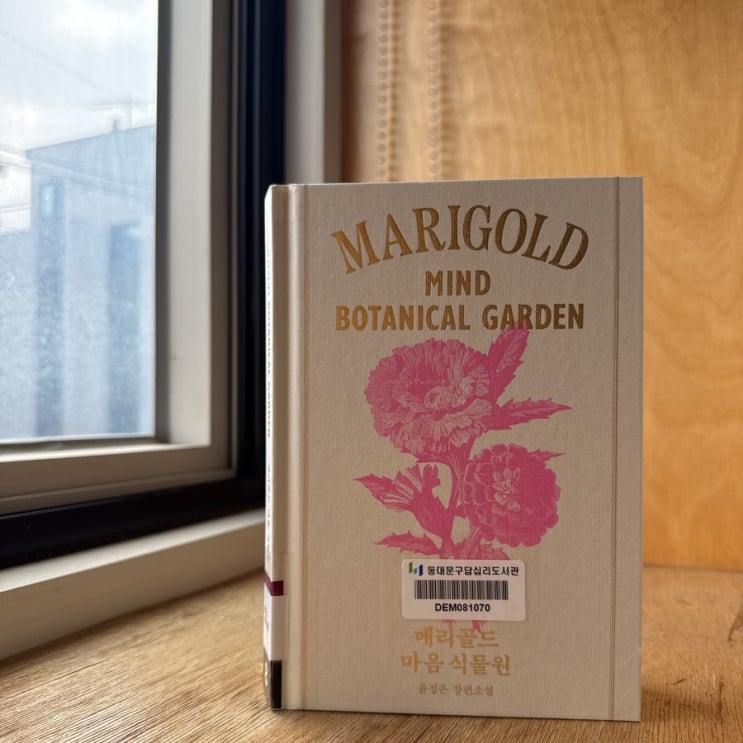 MARIGOLD
MIND
BOTANICAL GARDEN
동대문구답십리도서관
DEM081070
메리골드
마음 식물원
윤정은 장편소설